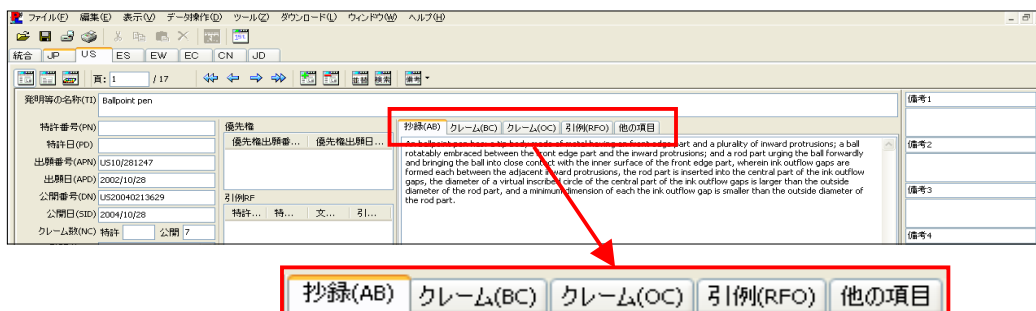 ファイル(F) 編集(E) 表示(V) データ操作(D) ツール(Z) ダウンロード(L) ウィンドウ(W) ヘルプ(H)
統合 JP US ES EW EC CN JD
頁: 1 / 17
発明等の名称(TI) Ballpoint pen
備考1
特許番号(PN)
特許日(PD)
出願番号(APN) US10/281247
出願日(APD) 2002/10/28
公開番号(DN) US20040213629
公開日(SID) 2004/10/28
クレーム数(NC) 特許 公開 7
優先権
優先権出願番... 優先権出願日...
引例RF
特許... 特... 文... 引...
抄録(AB) クレーム(BC) クレーム(OC) 引例(RFO) 他の項目
An ballpoint pen has: a tip body made of metal having an front edge part and a plurality of inward protrusions; a ball
rotatably embraced between the front edge part and the inward protrusions; and a rod part urging the ball forwardly
and bringing the ball into close contact with the inner surface of the front edge part, wherein ink outflow gaps are
formed each between the adjacent inward protrusions, the rod part is inserted into the central part of the ink outflow
gaps, the diameter of a virtual inscribed circle of the central part of the ink outflow gaps is larger than the outside
diameter of the rod part, and a minimum dimension of each the ink outflow gap is smaller than the outside diameter of
the rod part.
備考2
備考3
備考4
抄録(AB) クレーム(BC) クレーム(OC) 引例(RFO) 他の項目